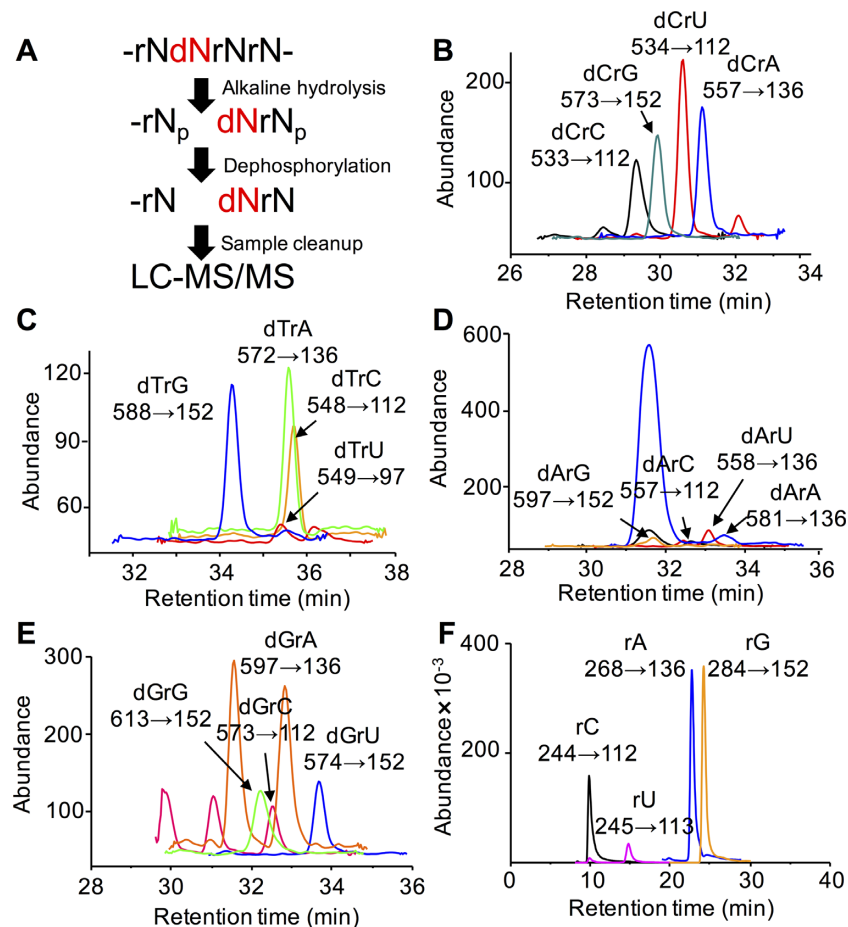 A
-rNdNrNrN-
Alkaline hydrolysis
-rNp dNrNp
Dephosphorylation
-rN dNrN
Sample cleanup
LC-MS/MS
B
dCrU
534→112
dCrG
573→152
dCrA
557→136
dCrC
533→112
200
100
Abundance
26 28 30 32 34
Retention time (min)
C
dTrA
572→136
dTrG
588→152
dTrC
548→112
dTrU
549→97
120
90
60
Abundance
32 34 36 38
Retention time (min)
D
600
400
200
Abundance
dArG
597→152
dArC
557→112
dArU
558→136
dArA
581→136
28 30 32 34 36
Retention time (min)
E
dGrA
597→136
dGrG
613→152
dGrC
573→112
dGrU
574→152
300
200
100
Abundance
28 30 32 34 36
Retention time (min)
F
400
200
0
Abundance×10-3
rA
268→136
rG
284→152
rC
244→112
rU
245→113
0 10 20 30 40
Retention time (min)